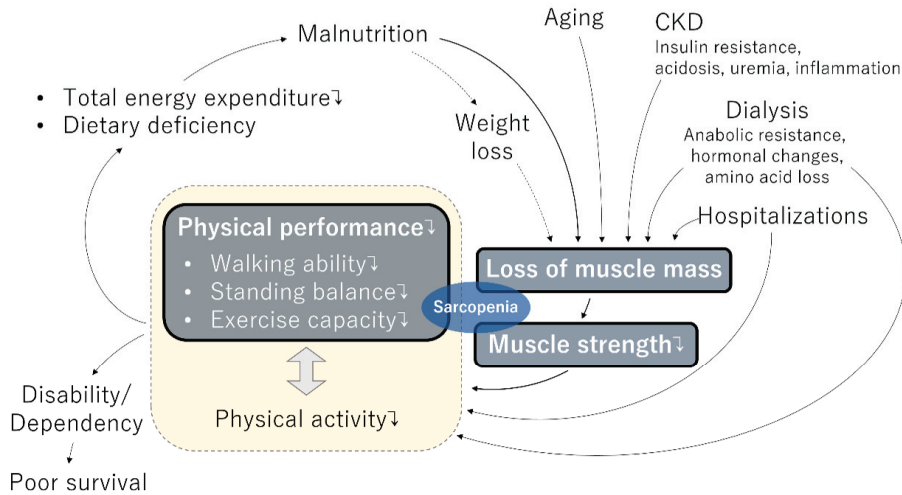 Malnutrition
Aging
CKD
Insulin resistance,
acidosis, uremia, inflammation
• Total energy expenditure↴
• Dietary deficiency
Weight
loss
Dialysis
Anabolic resistance,
hormonal changes,
amino acid loss
Hospitalizations
Physical performance↴
• Walking ability↴
• Standing balance↴
• Exercise capacity↴
Loss of muscle mass
Sarcopenia
Muscle strength↴
Physical activity↴
Disability/
Dependency
Poor survival